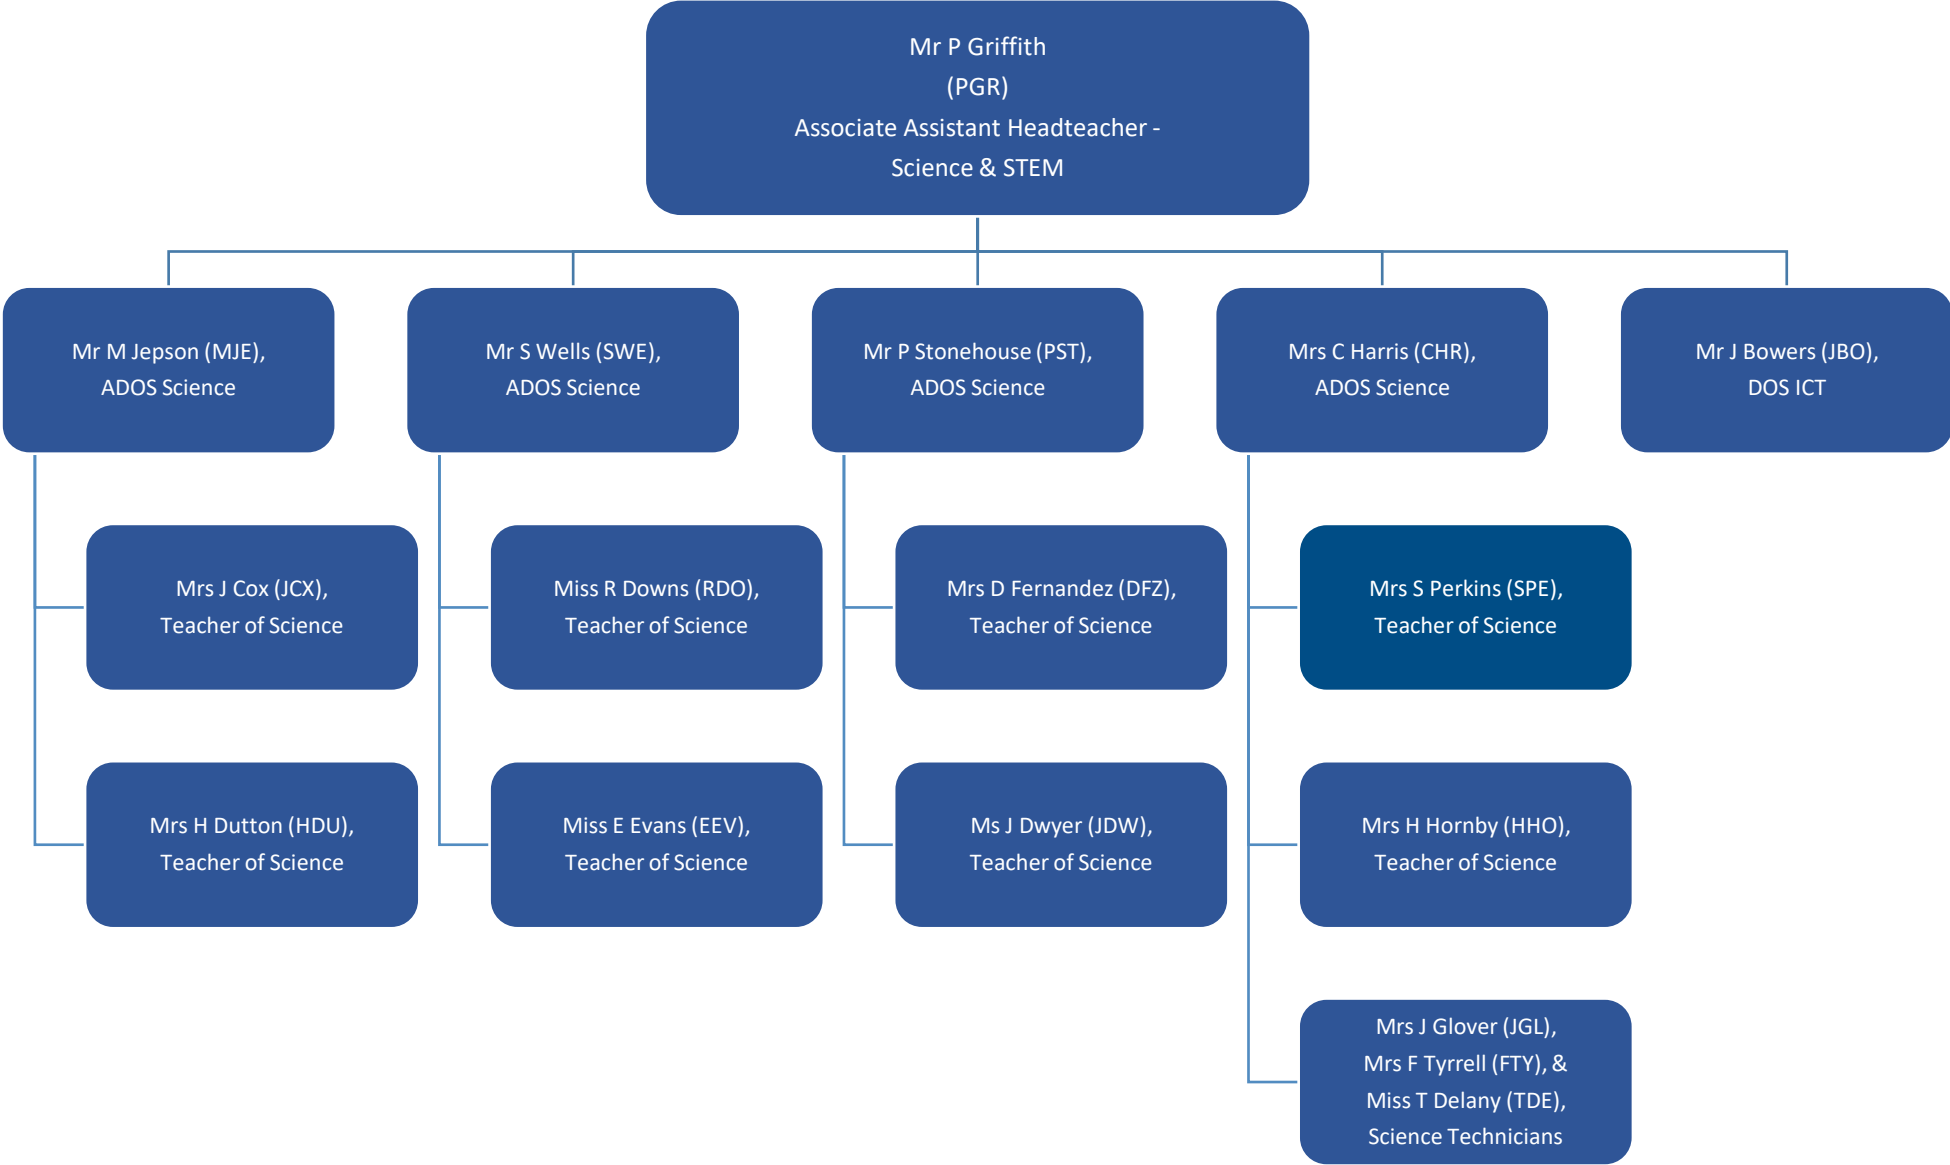 Mr P Griffith
(PGR)
Associate Assistant Headteacher -
Science & STEM
Mr M Jepson (MJE),
ADOS Science
Mr S Wells (SWE),
ADOS Science
Mr P Stonehouse (PST),
ADOS Science
Mrs C Harris (CHR),
ADOS Science
Mr J Bowers (JBO),
DOS ICT
Mrs J Cox (JCX),
Teacher of Science
Miss R Downs (RDO),
Teacher of Science
Mrs D Fernandez (DFZ),
Teacher of Science
Mrs S Perkins (SPE),
Teacher of Science
Mrs H Dutton (HDU),
Teacher of Science
Miss E Evans (EEV),
Teacher of Science
Ms J Dwyer (JDW),
Teacher of Science
Mrs H Hornby (HHO),
Teacher of Science
Mrs J Glover (JGL),
Mrs F Tyrrell (FTY), &
Miss T Delany (TDE),
Science Technicians